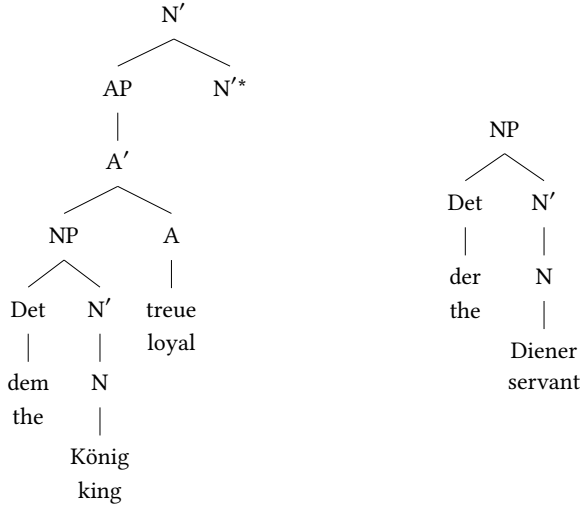 N′
AP N′*
A′
NP A
Det N′ treue
loyal
dem N
the
König
king
NP
Det N′
der N
the
Diener
servant